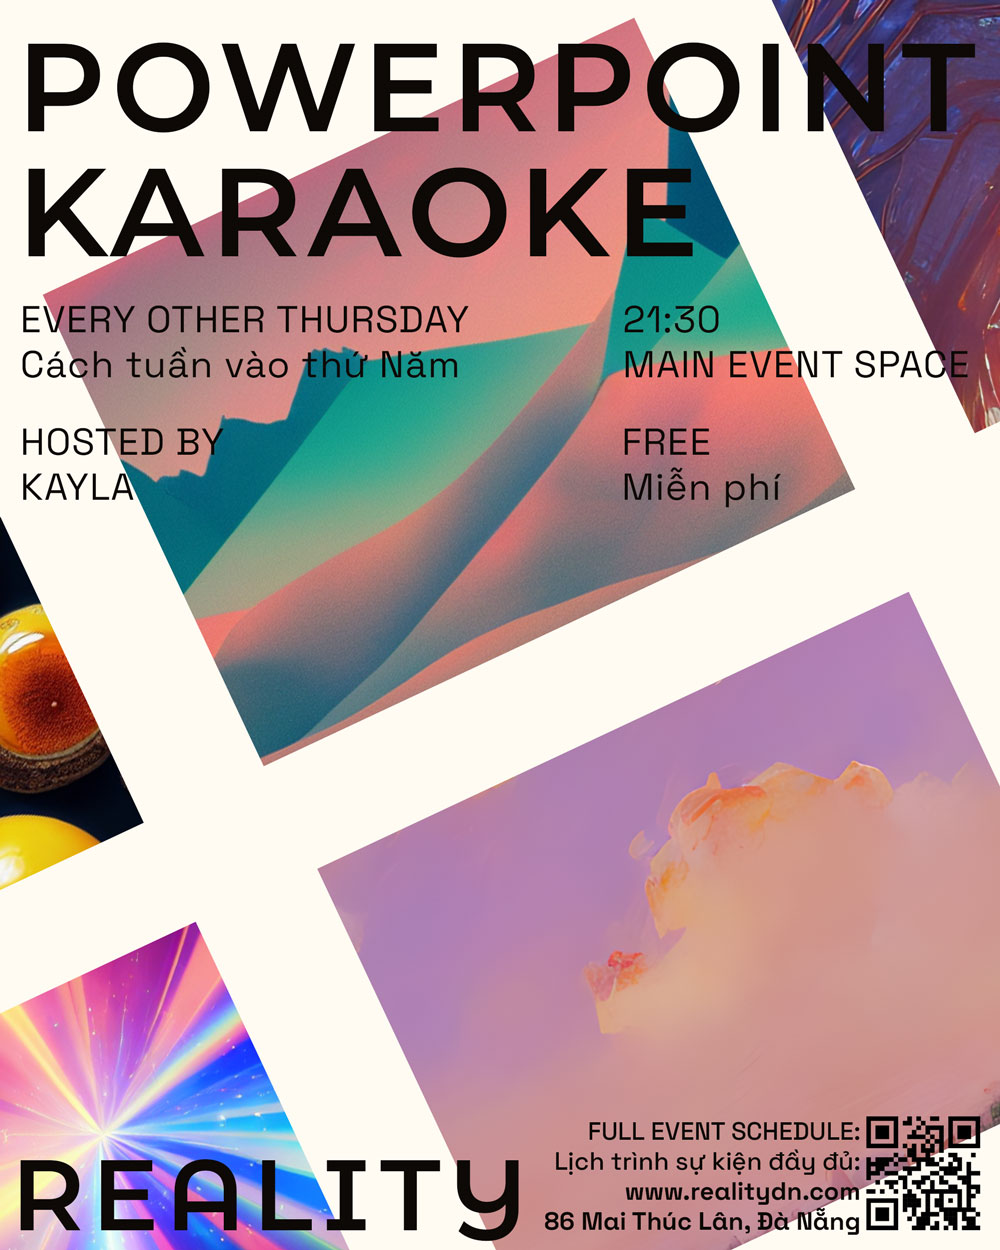 POWERPOINT
KARAOKE
EVERY OTHER THURSDAY
Cách tuần vào thứ Năm
21:30
MAIN EVENT SPACE
HOSTED BY
KAYLA
FREE
Miễn phí
FULL EVENT SCHEDULE:
Lịch trình sự kiện đầy đủ:
www.realitydn.com
86 Mai Thúc Lân, Đà Nẵng
REALITY